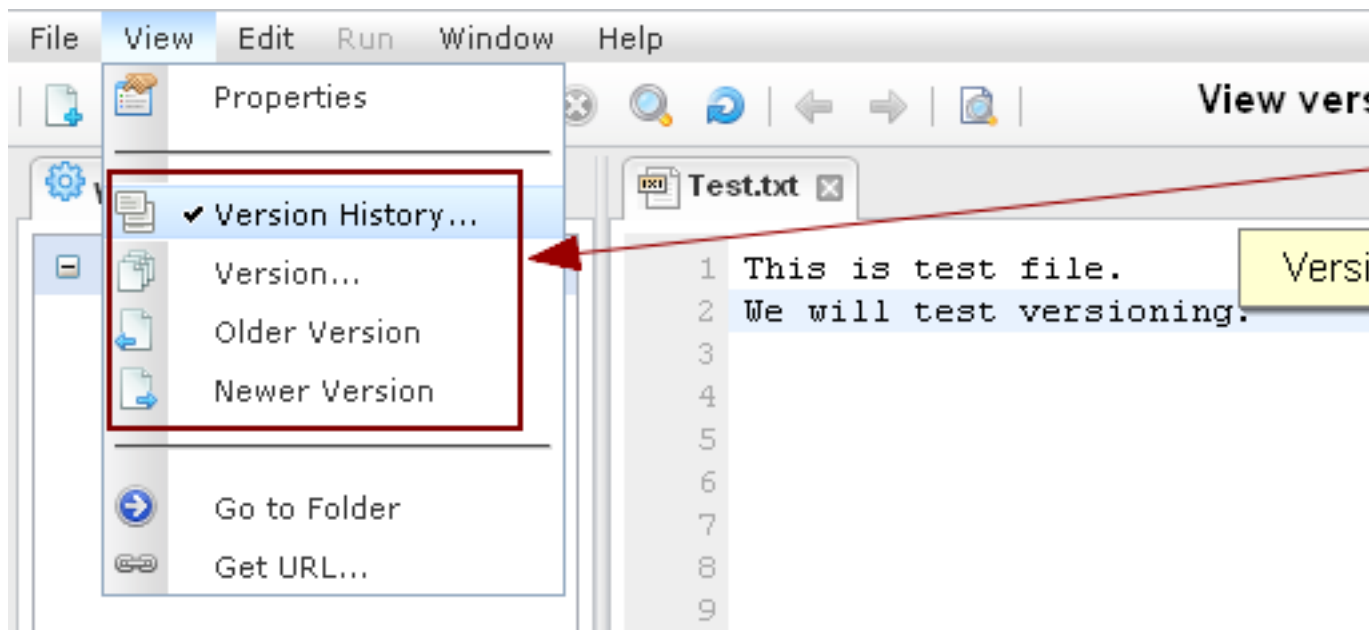 File View Edit Run Window Help
Properties
View vers
Version History...
Version...
Older Version
Newer Version
Go to Folder
Get URL...
Test.txt
1 This is test file.
2 We will test versioning.
3
4
5
6
7
8
9
Versi